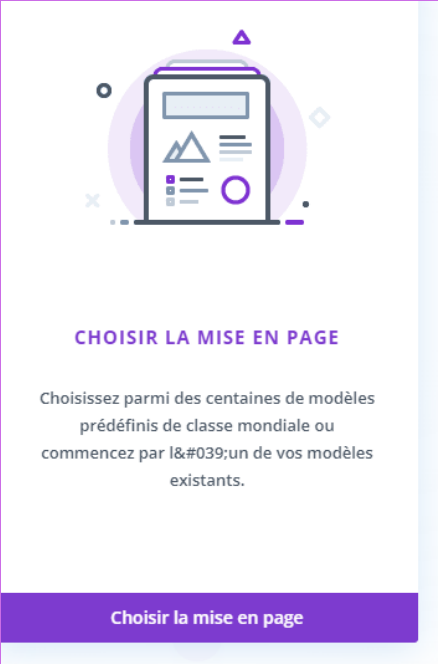 CHOISIR LA MISE EN PAGE
Choisissez parmi des centaines de modèles
prédéfinis de classe mondiale ou
commencez par l&#039;un de vos modèles
existants.
Choisir la mise en page